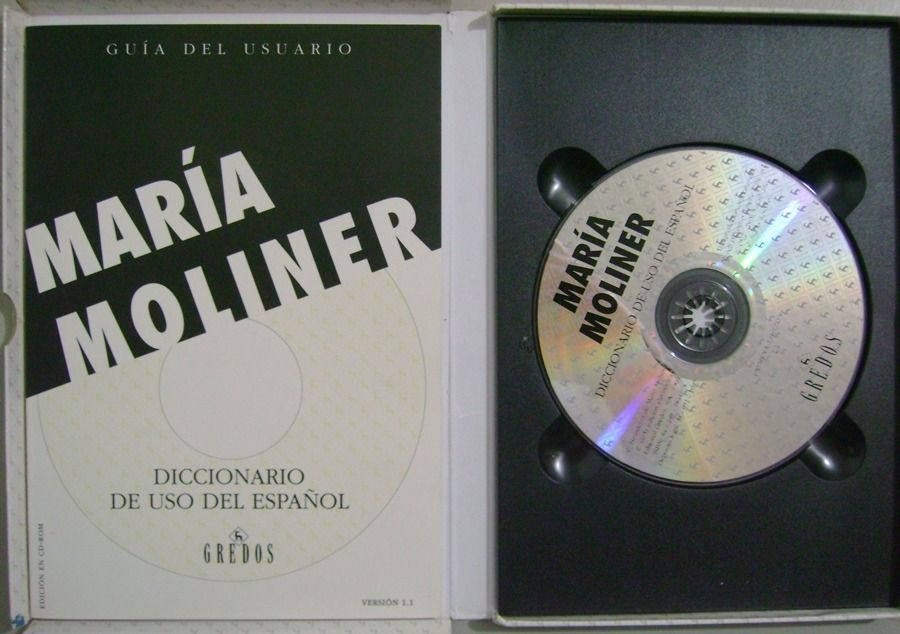 GUÍA DEL USUARIO
MARÍA
MOLINER
DICCIONARIO
DE USO DEL ESPAÑOL
GREDOS
EDICIÓN EN CD-ROM
VERSIÓN 1.1
MARÍA
MOLINER
DICCIONARIO DE USO DEL ESPAÑOL
GREDOS